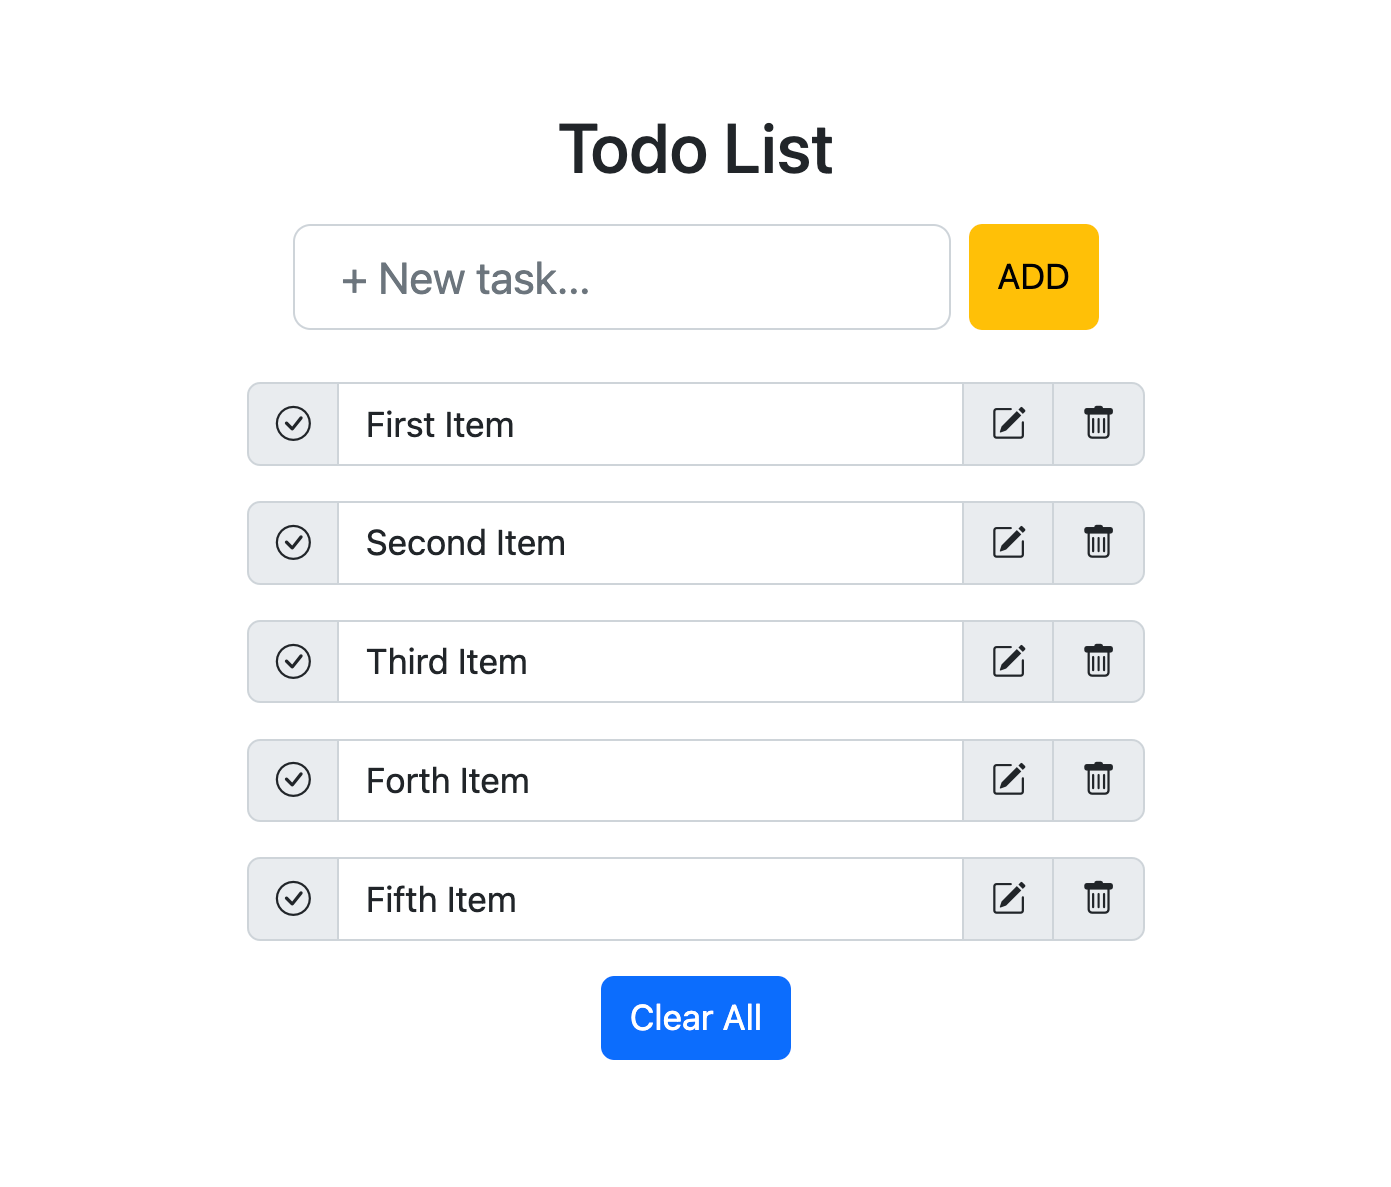 Todo List
+ New task...
ADD
First Item
Second Item
Third Item
Forth Item
Fifth Item
Clear All